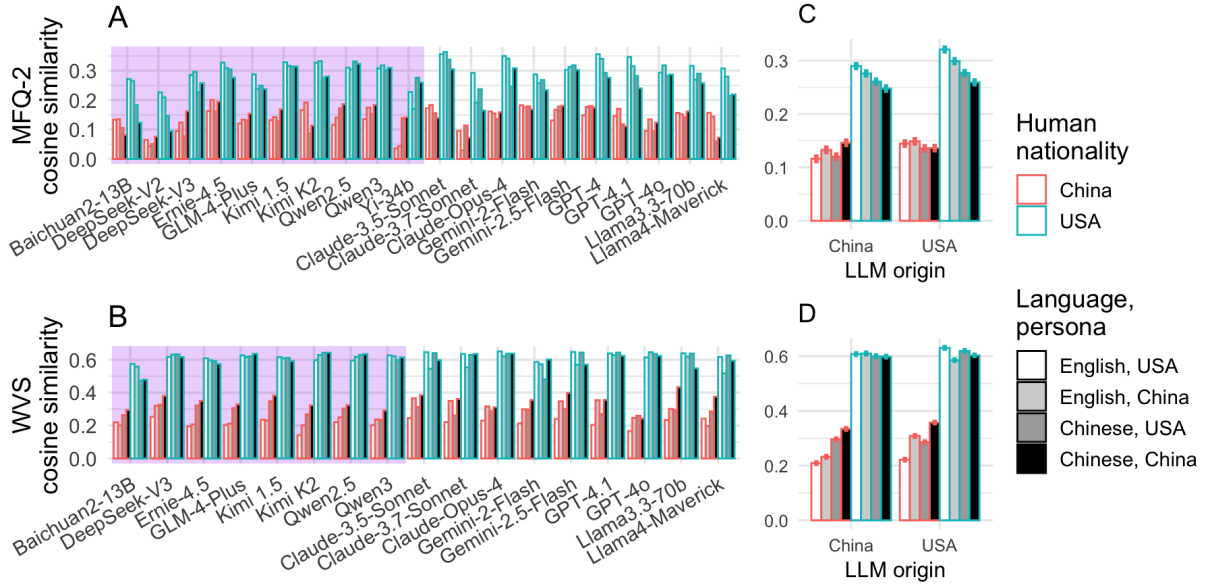 A
MFQ-2
cosine similarity
0.3
0.2
0.1
0.0
Baichuan2-13B
DeepSeek-V2
DeepSeek-V3
Ernie-4.5
GLM-4-Plus
Kimi 1.5
Kimi K2
Qwen2.5
Qwen3
Yi-34b
Claude-3.5-Sonnet
Claude-3.7-Sonnet
Claude-Opus-4
Gemini-2-Flash
Gemini-2.5-Flash
GPT-4
GPT-4.1
GPT-4o
Llama3.3-70b
Llama4-Maverick
C
0.3
0.2
0.1
0.0
China
USA
LLM origin
Human
nationality
China
USA
B
WVS
cosine similarity
0.6
0.4
0.2
0.0
Baichuan2-13B
DeepSeek-V3
Ernie-4.5
GLM-4-Plus
Kimi 1.5
Kimi K2
Qwen2.5
Qwen3
Claude-3.5-Sonnet
Claude-3.7-Sonnet
Claude-Opus-4
Gemini-2-Flash
Gemini-2.5-Flash
GPT-4.1
GPT-4o
Llama3.3-70b
Llama4-Maverick
D
0.6
0.4
0.2
0.0
China
USA
LLM origin
Language,
persona
English, USA
English, China
Chinese, USA
Chinese, China